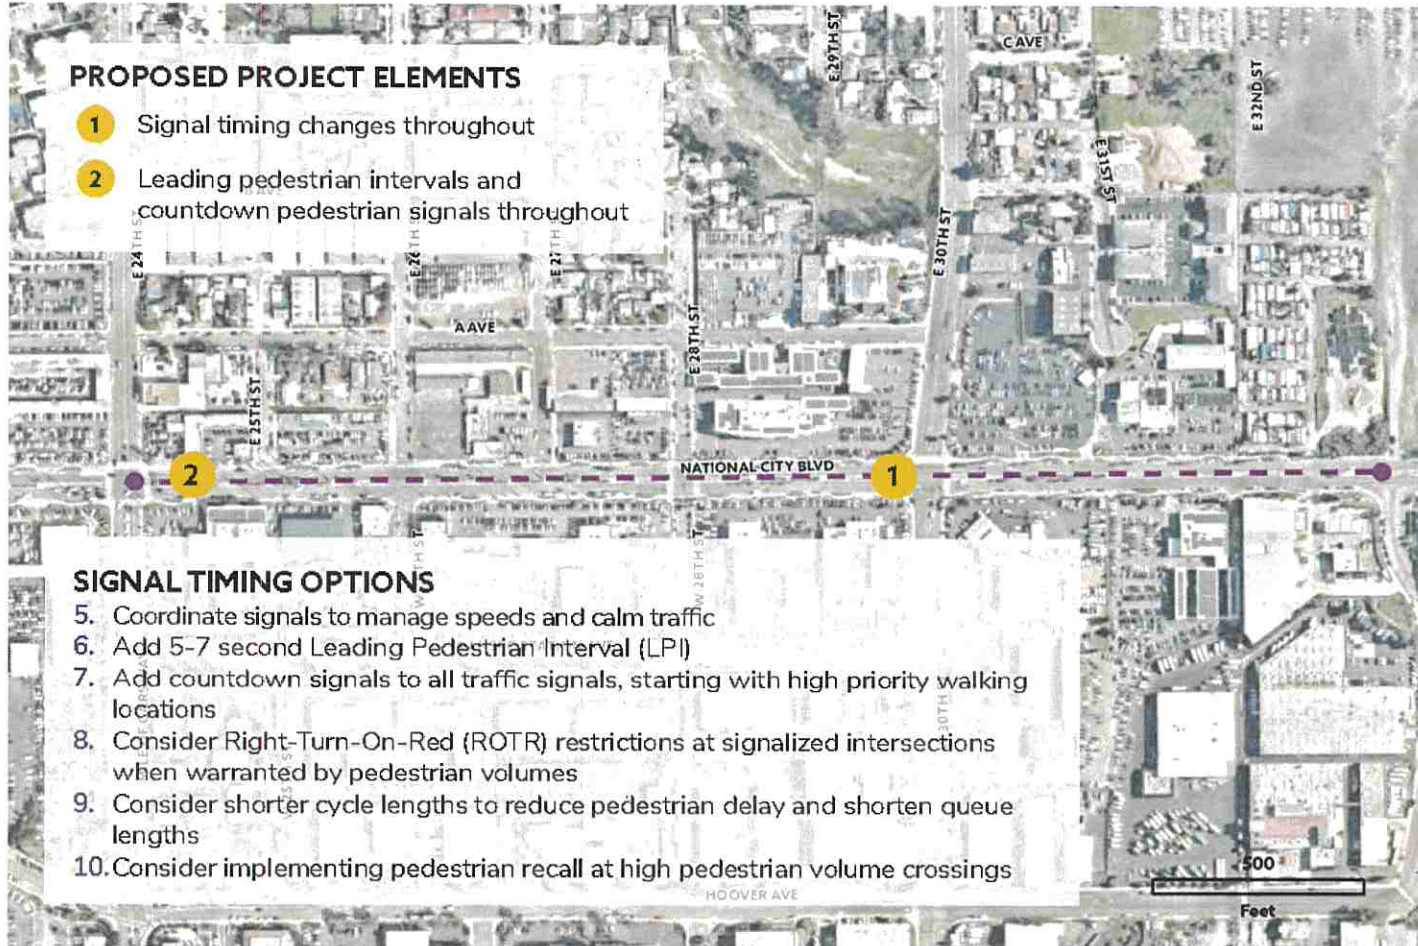 PROPOSED PROJECT ELEMENTS
1 Signal timing changes throughout
2 Leading pedestrian intervals and
countdown pedestrian signals throughout
E 29TH ST
C AVE
E 32ND ST
E 31ST ST
E 24TH ST
E 26TH ST
E 27TH ST
E 30TH ST
A AVE
E 28TH ST
E 25TH ST
2
NATIONAL CITY BLVD
1
SIGNAL TIMING OPTIONS
5. Coordinate signals to manage speeds and calm traffic
6. Add 5-7 second Leading Pedestrian Interval (LPI)
7. Add countdown signals to all traffic signals, starting with high priority walking
locations
8. Consider Right-Turn-On-Red (ROTR) restrictions at signalized intersections
when warranted by pedestrian volumes
9. Consider shorter cycle lengths to reduce pedestrian delay and shorten queue
lengths
10. Consider implementing pedestrian recall at high pedestrian volume crossings
W 28TH ST
HOOVER AVE
500
Feet